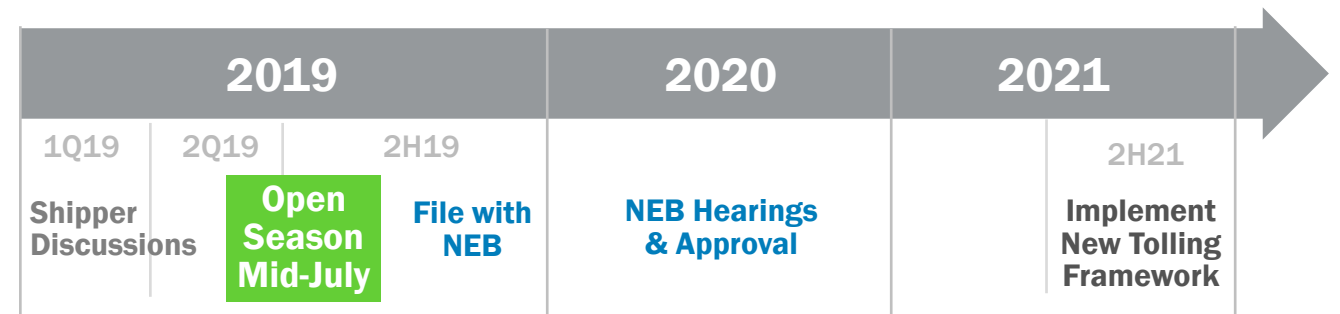 2019
2020
2021
1Q19
2Q19
2H19
2H21
Shipper
Discussions
Open
Season
Mid-July
File with
NEB
NEB Hearings
& Approval
Implement
New Tolling
Framework